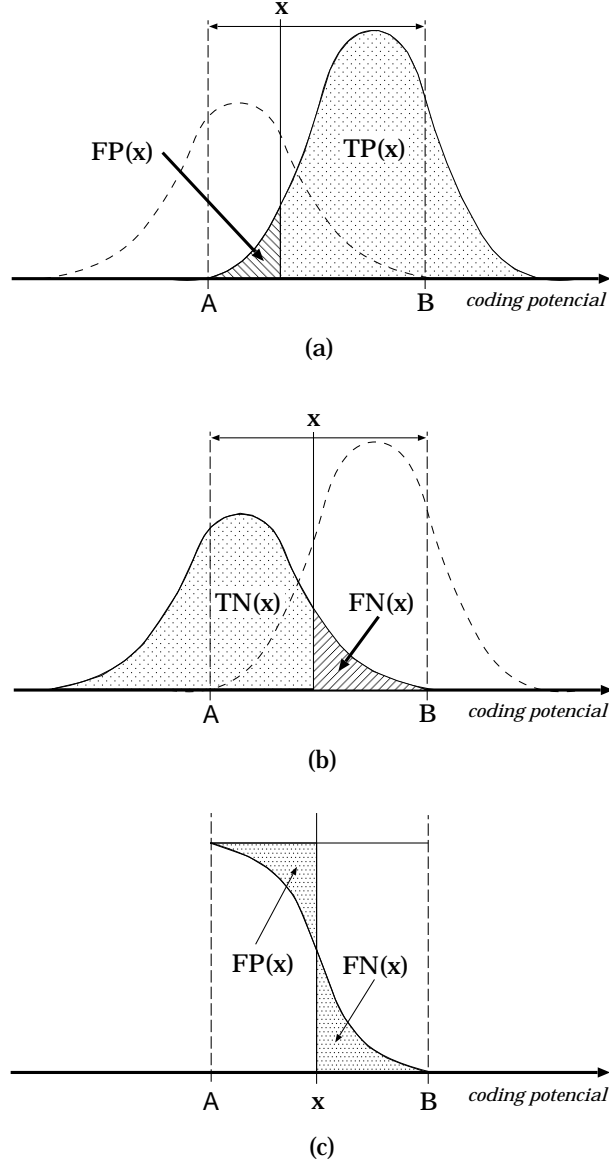 x
FP(x)
TP(x)
A
B
coding potencial
(a)
x
TN(x)
FN(x)
A
B
coding potencial
(b)
FP(x)
FN(x)
A
x
B
coding potencial
(c)